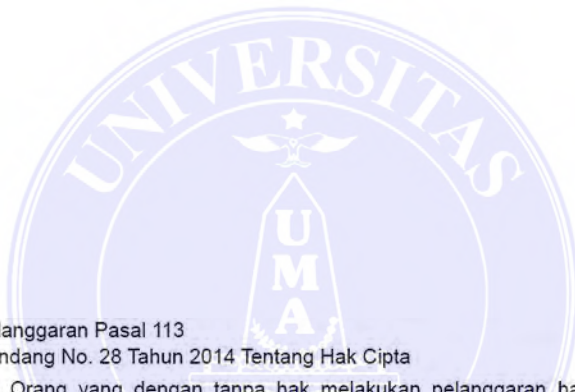 UNIVERSITAS
U
M
A
langgaran Pasal 113
ndang No. 28 Tahun 2014 Tentang Hak Cipta
Orang yang dengan tanpa hak melakukan pelanggaran ha